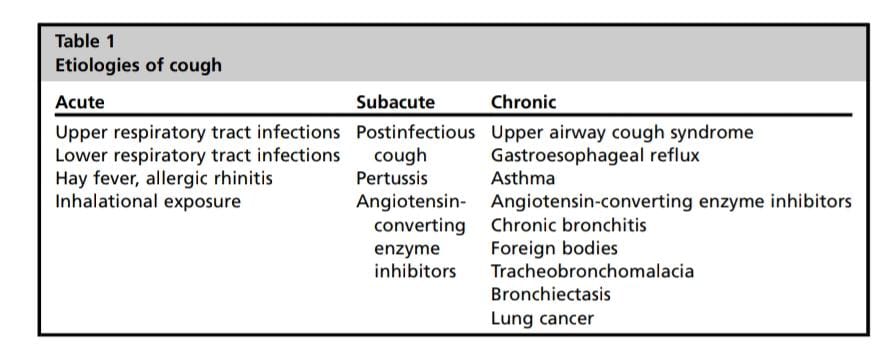 Table 1
Etiologies of cough
Acute Subacute Chronic
Upper respiratory tract infections Postinfectious Upper airway cough syndrome
Lower respiratory tract infections cough Gastroesophageal reflux
Hay fever, allergic rhinitis Pertussis Asthma
Inhalational exposure Angiotensin- Angiotensin-converting enzyme inhibitors
converting Chronic bronchitis
enzyme Foreign bodies
inhibitors Tracheobronchomalacia
Bronchiectasis
Lung cancer